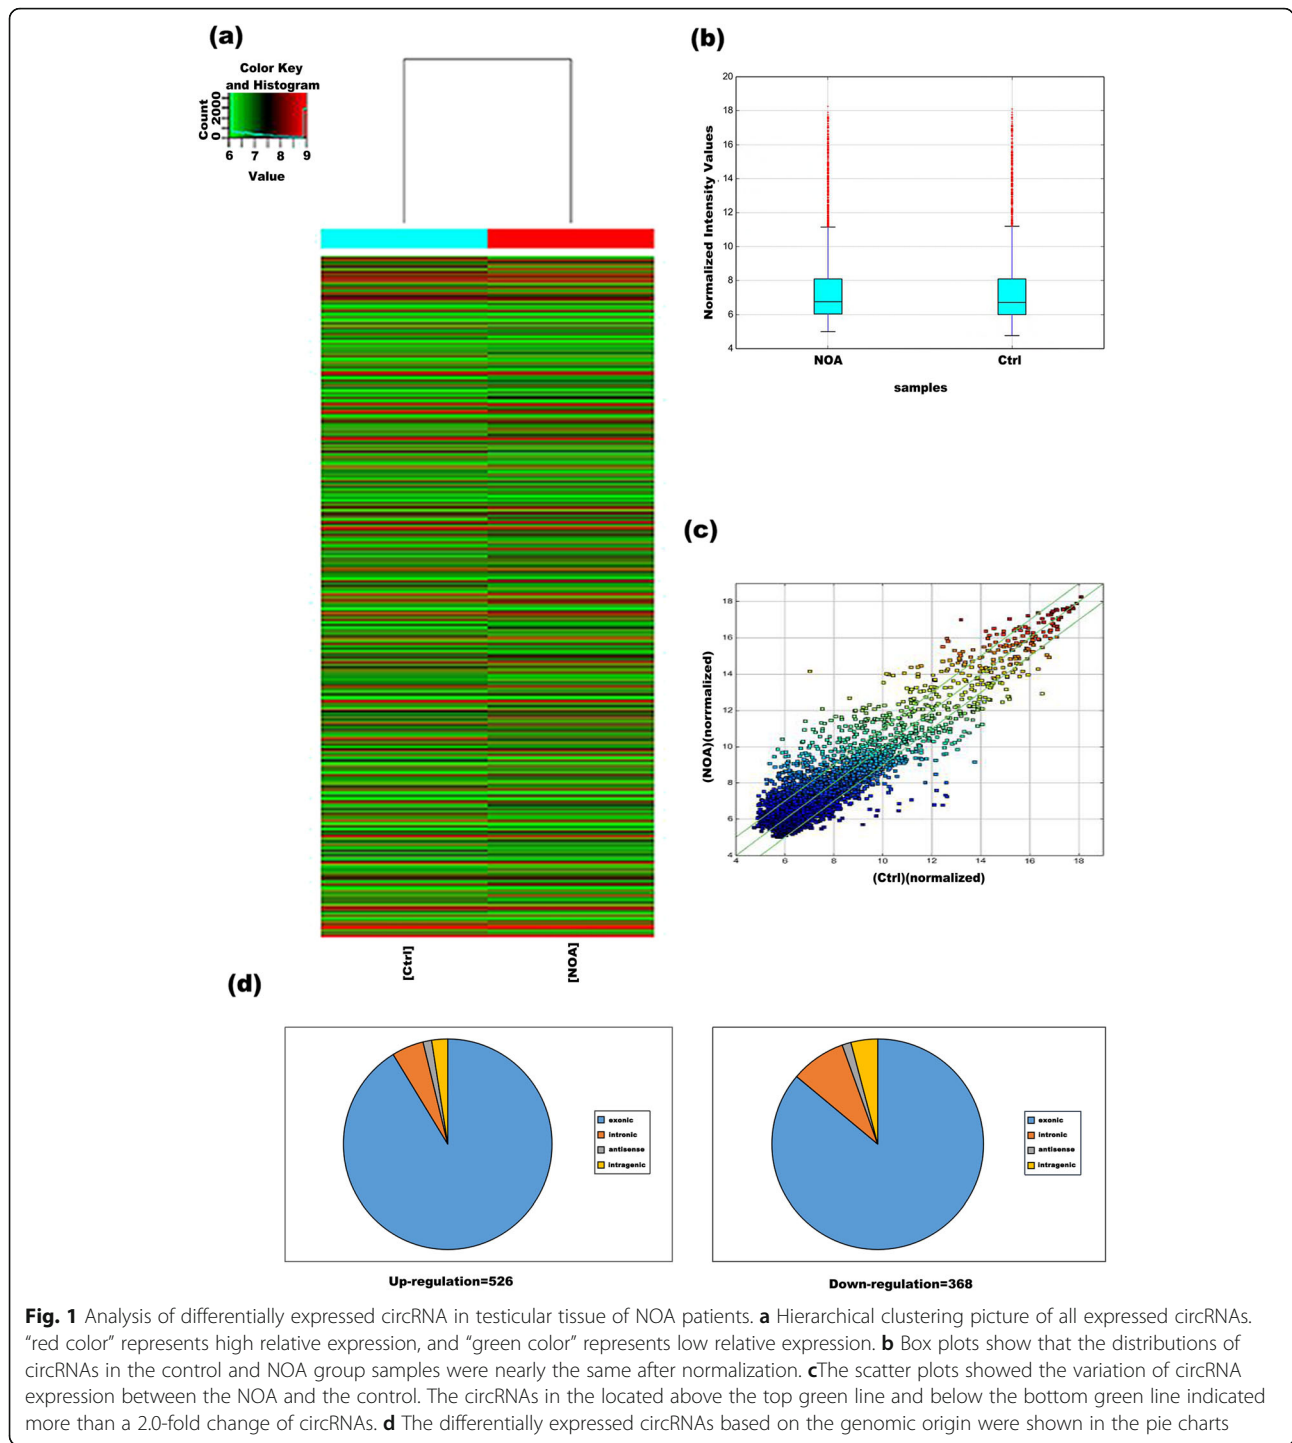 (a)
Color Key
and Histogram
Count
0 2000
6 7 8 9
Value
[Ctrl]
[NOA]
(b)
Normalized Intensity Values
20
18
16
14
12
10
8
6
4
NOA Ctrl
samples
(c)
(NOA)(norrmalized)
18
16
14
12
10
8
6
4
4 6 8 10 12 14 16 18
(Ctrl)(normalized)
(d)
exonic
intronic
antisense
intragenic
Up-regulation=526
exonic
intronic
antisense
intragenic
Down-regulation=368
Fig. 1 Analysis of differentially expressed circRNA in testicular tissue of NOA patients. a Hierarchical clustering picture of all expressed circRNAs.
“red color” represents high relative expression, and “green color” represents low relative expression. b Box plots show that the distributions of
circRNAs in the control and NOA group samples were nearly the same after normalization. cThe scatter plots showed the variation of circRNA
expression between the NOA and the control. The circRNAs in the located above the top green line and below the bottom green line indicated
more than a 2.0-fold change of circRNAs. d The differentially expressed circRNAs based on the genomic origin were shown in the pie charts